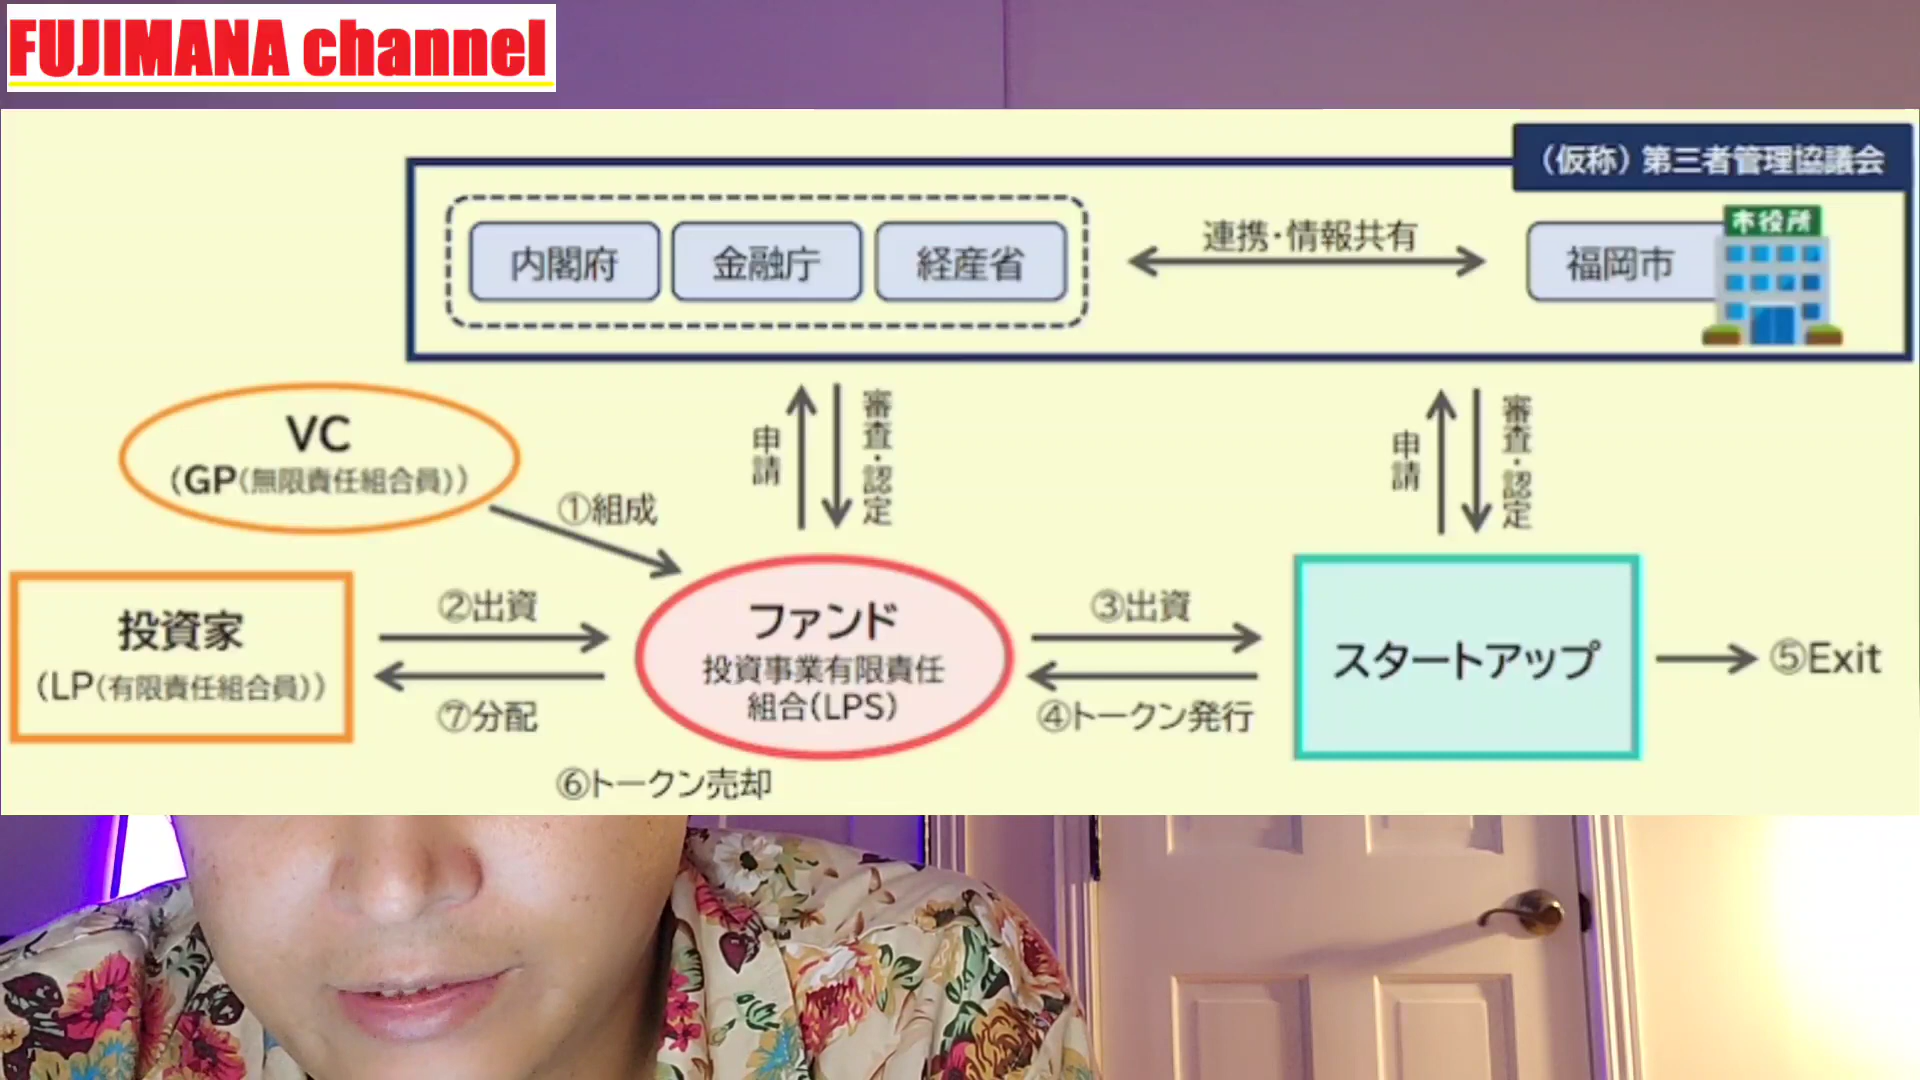 FUJIMANA channel
(仮称) 第三者管理協議会
市役所
内閣府
金融庁
経産省
連携・情報共有
福岡市
VC
(GP(無限責任組合員))
①組成
申請
審査・認定
申請
審査・認定
投資家
(LP(有限責任組合員))
②出資
⑦分配
ファンド
投資事業有限責任
組合(LPS)
③出資
④トークン発行
スタートアップ
⑤Exit
⑥トークン売却